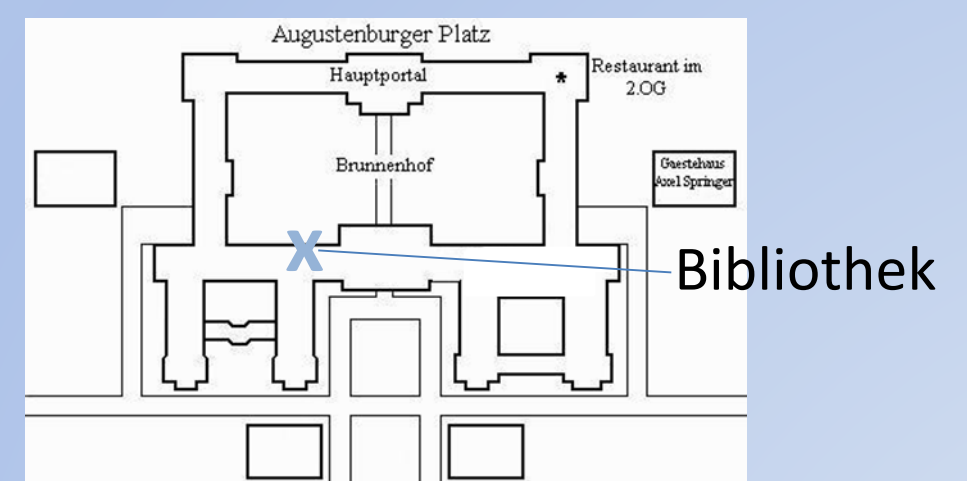 Augustenburger Platz
Hauptportal
*
Restaurant im
2.OG
Brunnenhof
Gaestehaus
Axel Springer
X
Bibliothek